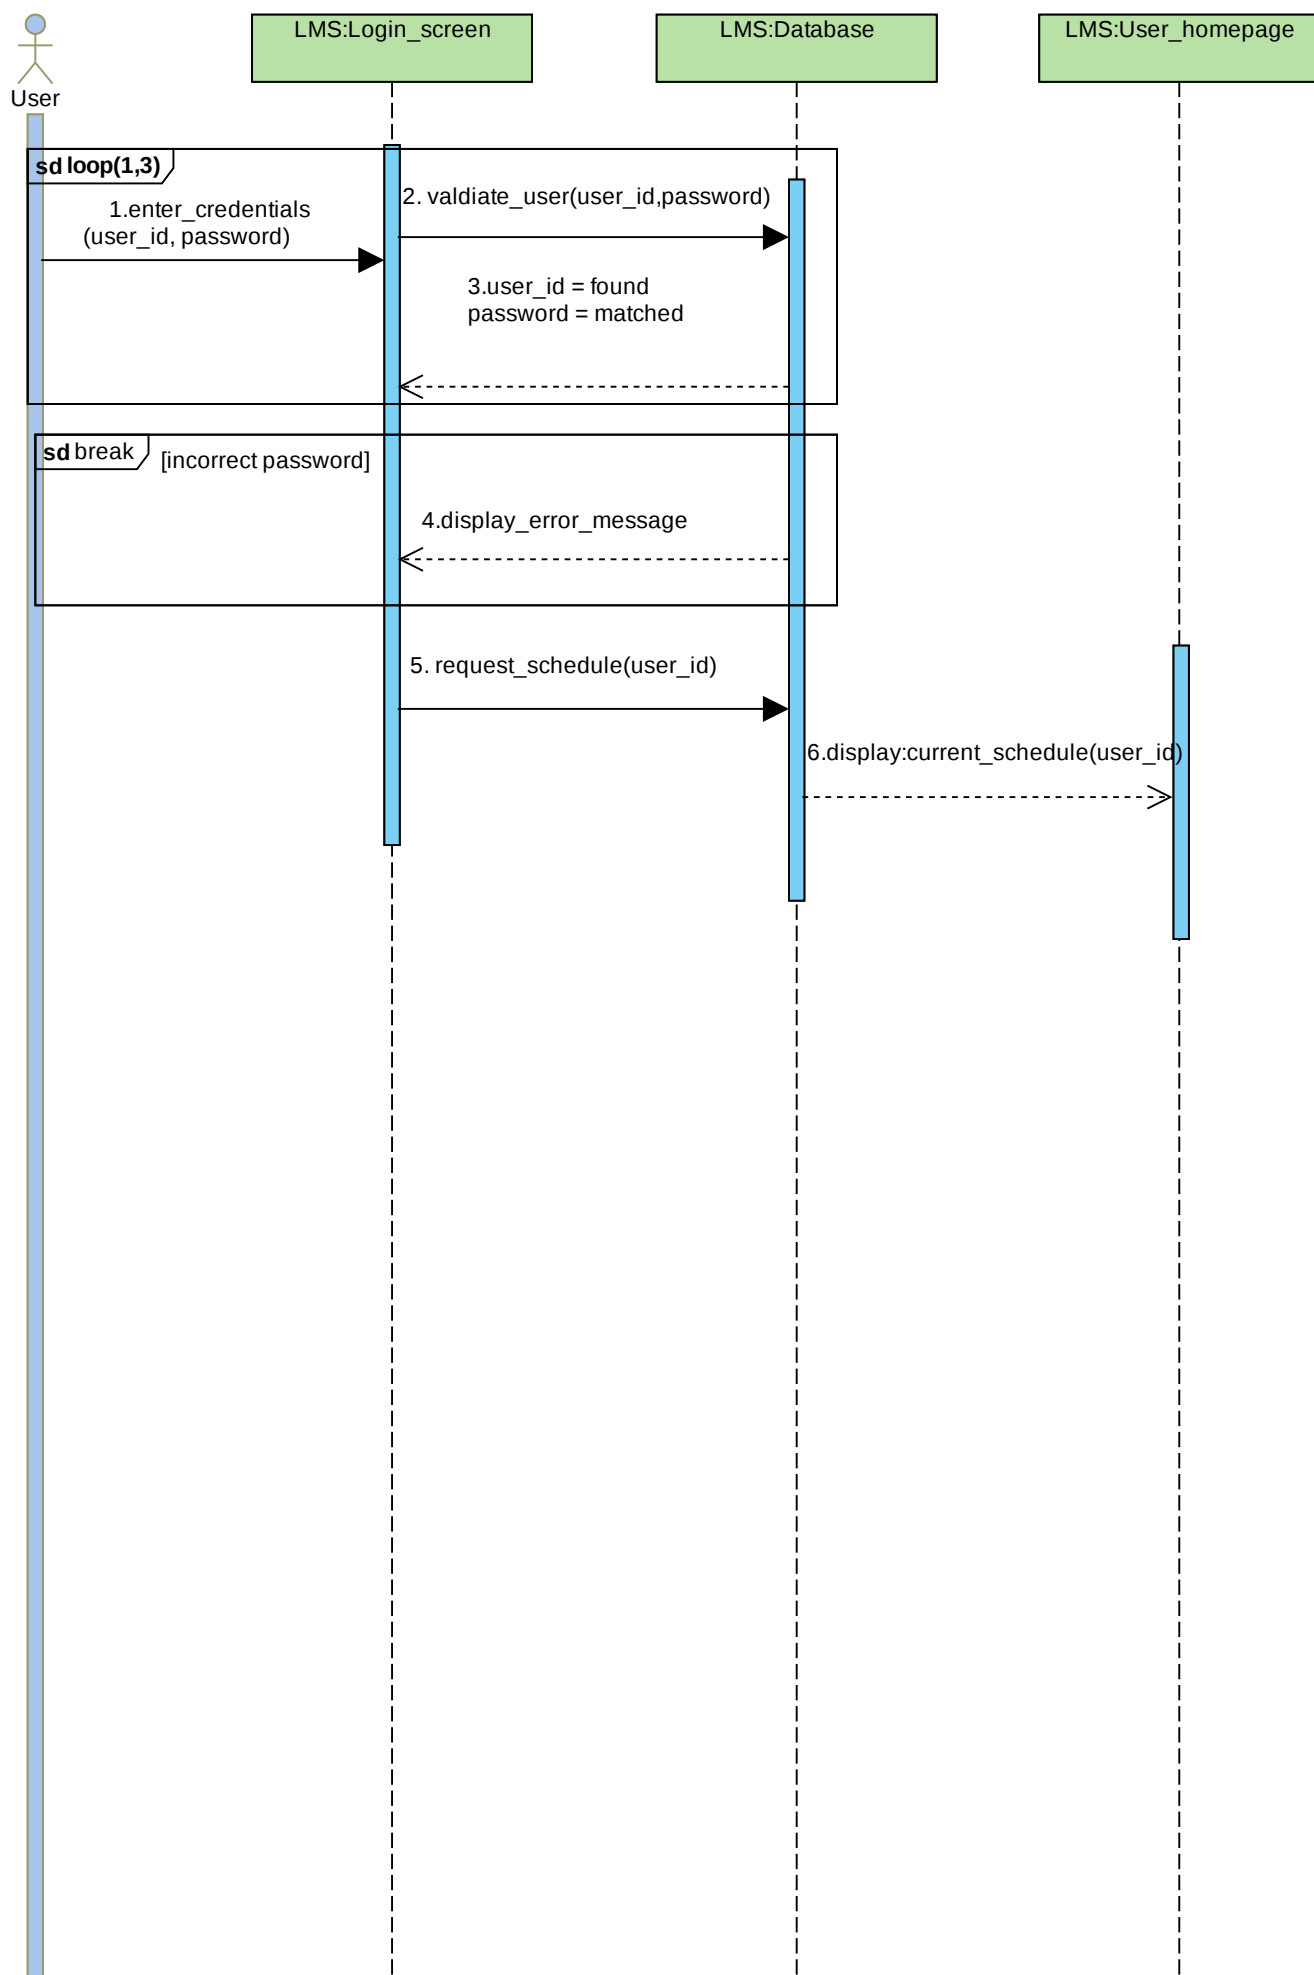 LMS:Login_screen
LMS:Database
LMS:User_homepage
User
sd loop(1,3)
1.enter_credentials
(user_id, password)
2. valdiate_user(user_id,password)
3.user_id = found
password = matched
sd break
[incorrect password]
4.display_error_message
5. request_schedule(user_id)
6.display:current_schedule(user_id)